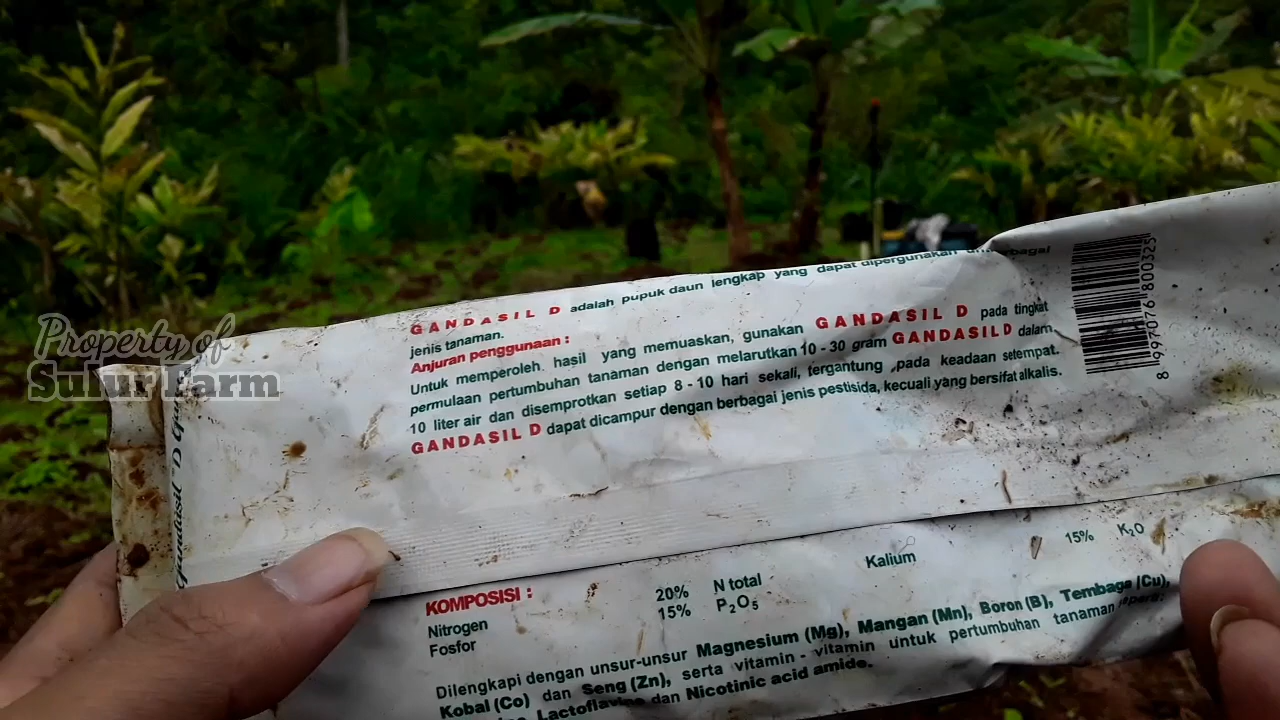 Property of
Sulur Farm
Gandasil D
GANDASIL D adalah pupuk daun lengkap yang dapat dipergunakan
jenis tanaman.
Anjuran penggunaan :
Untuk memperoleh hasil yang memuaskan, gunakan GANDASIL D pada tingkat
permulaan pertumbuhan tanaman dengan melarutkan 10 - 30 gram GANDASIL D dalam
10 liter air dan disemprotkan setiap 8 - 10 hari sekali, tergantung pada keadaan setempat.
GANDASIL D dapat dicampur dengan berbagai jenis pestisida, kecuali yang bersifat alkalis.
8 997076 800325
KOMPOSISI :
Nitrogen 20% N total Kalium 15% K₂O
Fosfor 15% P₂O₅
Dilengkapi dengan unsur-unsur Magnesium (Mg), Mangan (Mn), Boron (B), Tembaga (Cu),
Kobal (Co) dan Seng (Zn), serta vitamin - vitamin untuk pertumbuhan tanaman
Lactoflavine dan Nicotinic acid amide.